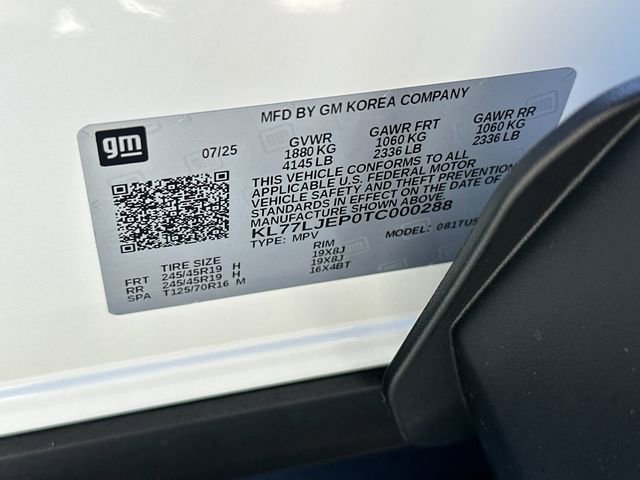 MFD BY GM KOREA COMPANY
gm
07/25
GVWR GAWR FRT GAWR RR
1880 KG 1060 KG 1060 KG
4145 LB 2336 LB 2336 LB
THIS VEHICLE CONFORMS TO ALL
APPLICABLE U.S. FEDERAL MOTOR
VEHICLE SAFETY AND THEFT PREVENTION
STANDARDS IN EFFECT ON THE DATE OF
MANUFACTURE SHOWN ABOVE
KL77LJEP0TC000288
TYPE: MPV MODEL: 081TUS
TIRE SIZE RIM
FRT 245/45R19 H 19X8J
RR 245/45R19 H 19X8J
SPA T125/70R16 M 16X4BT